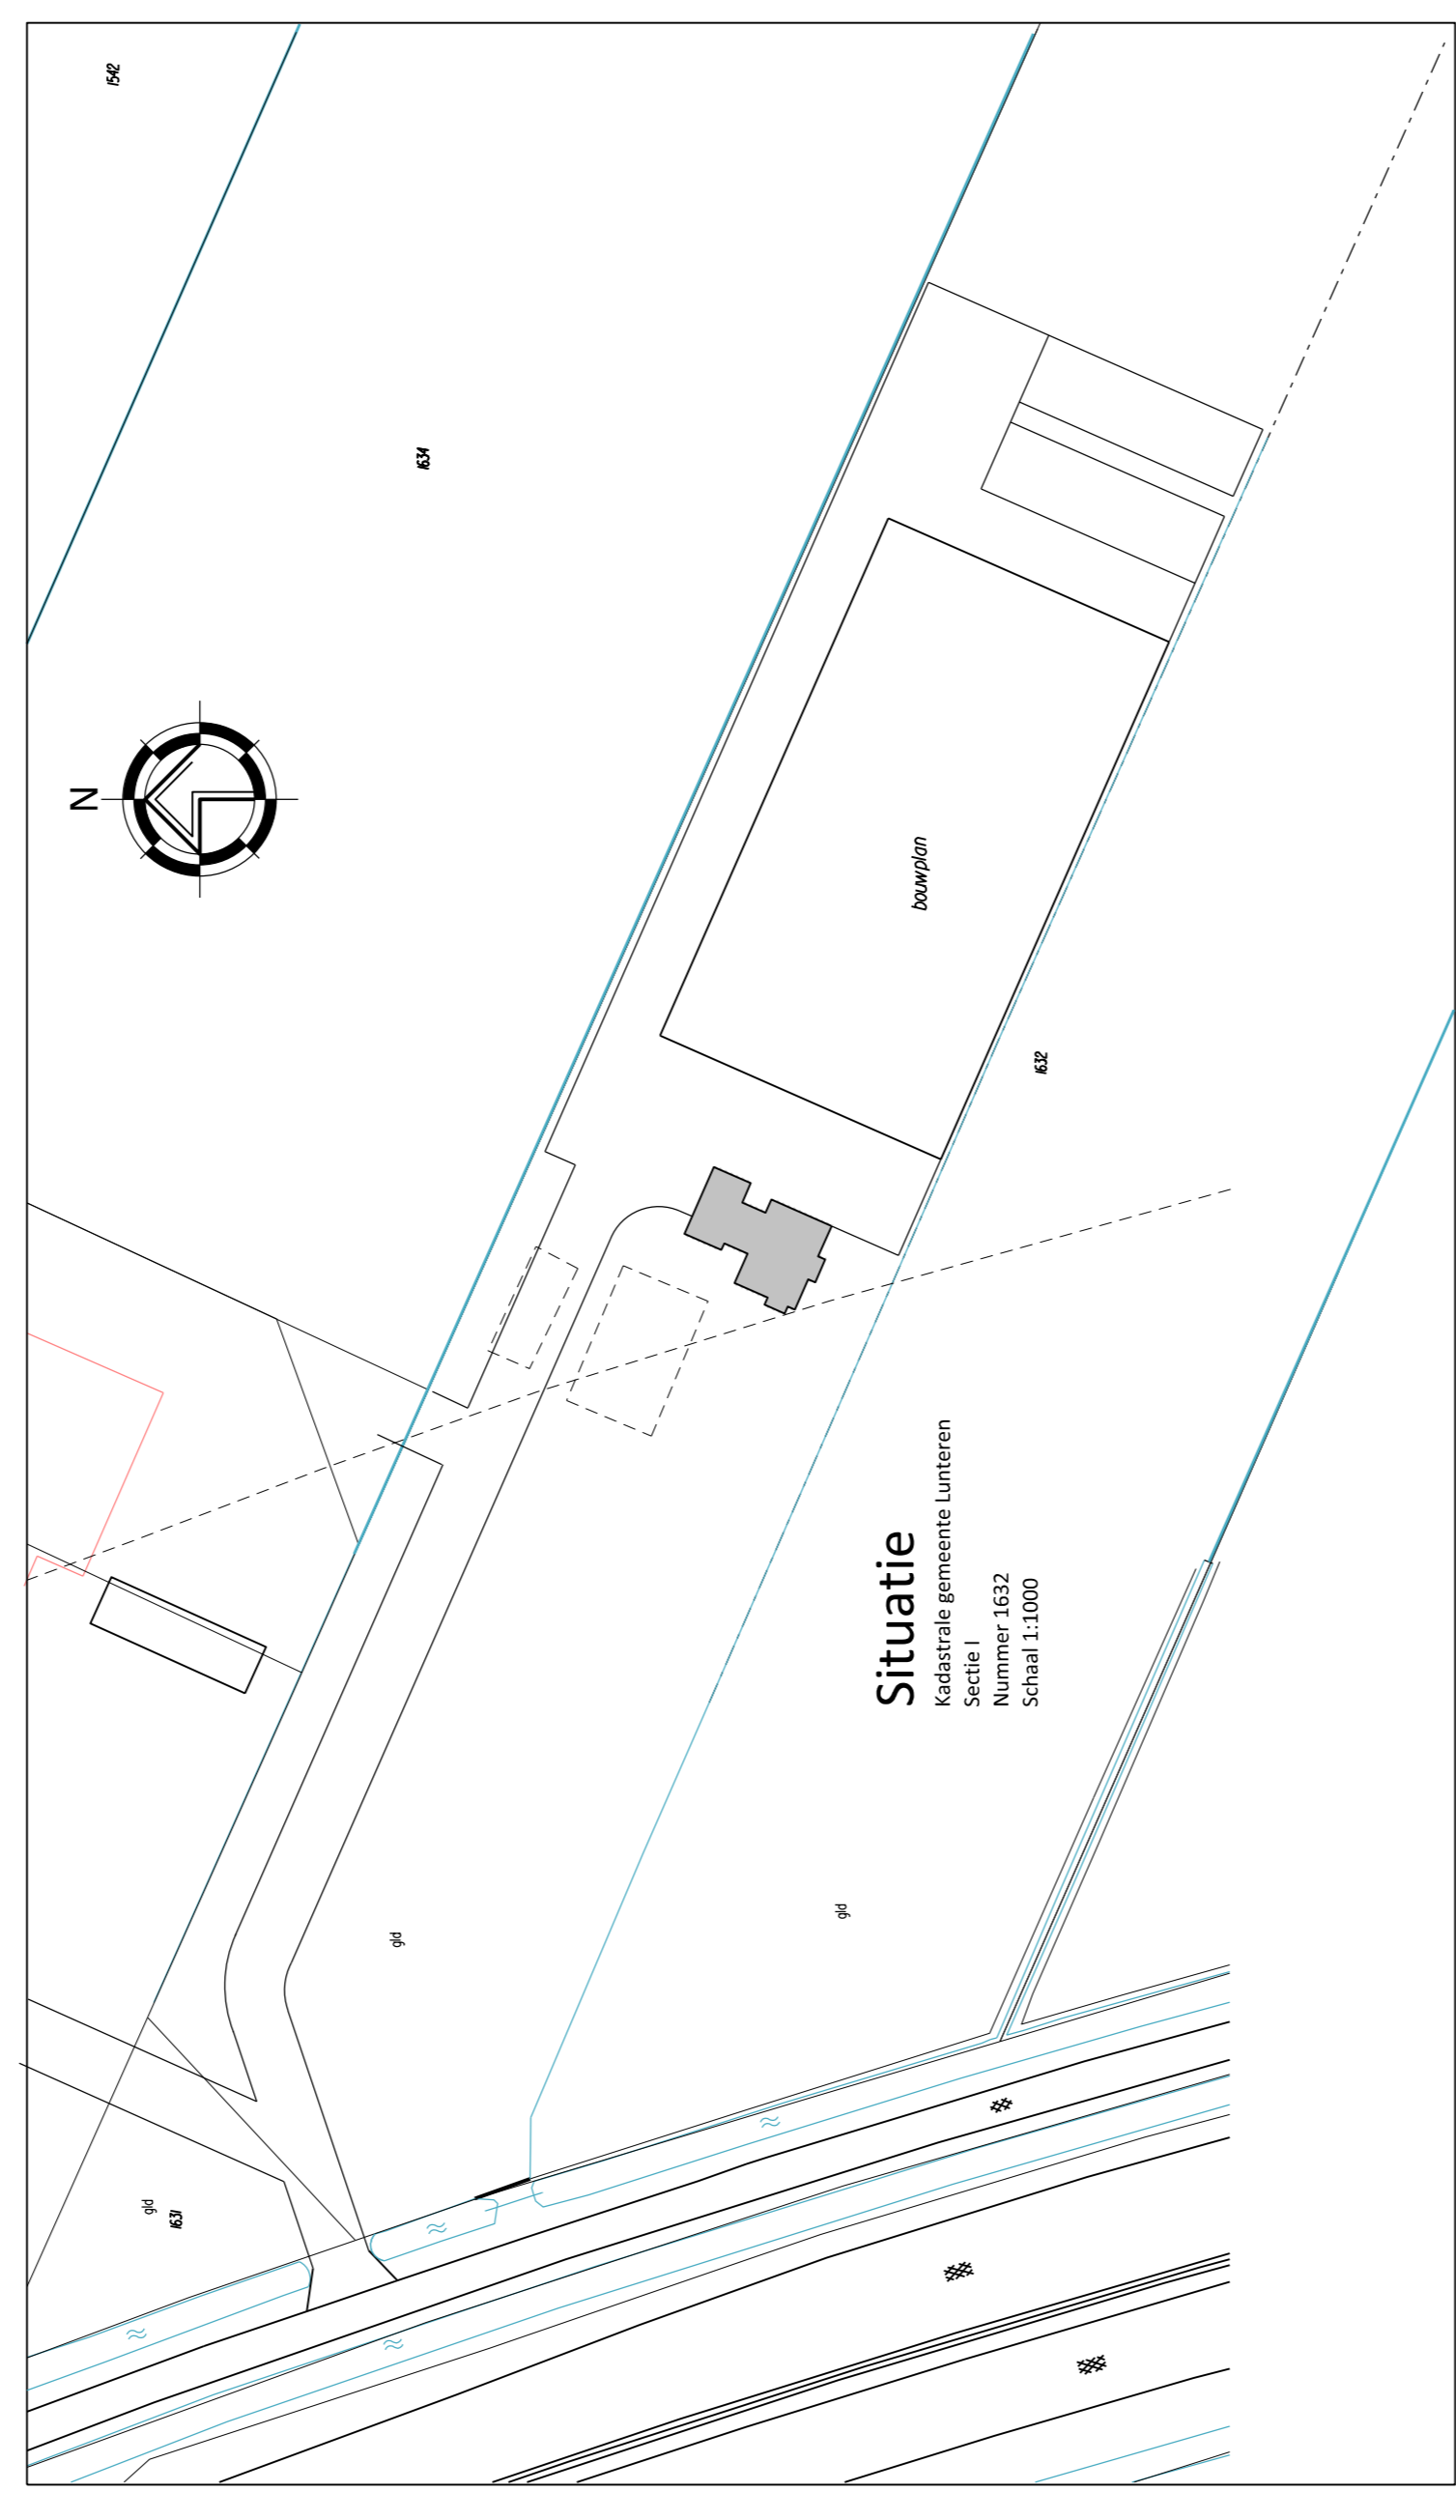 1542
1634
N
bouwplan
1632
Situatie
Kadastrale gemeente Lunteren
Sectie I
Nummer 1632
Schaal 1:1000
gld
gld
gld
1631